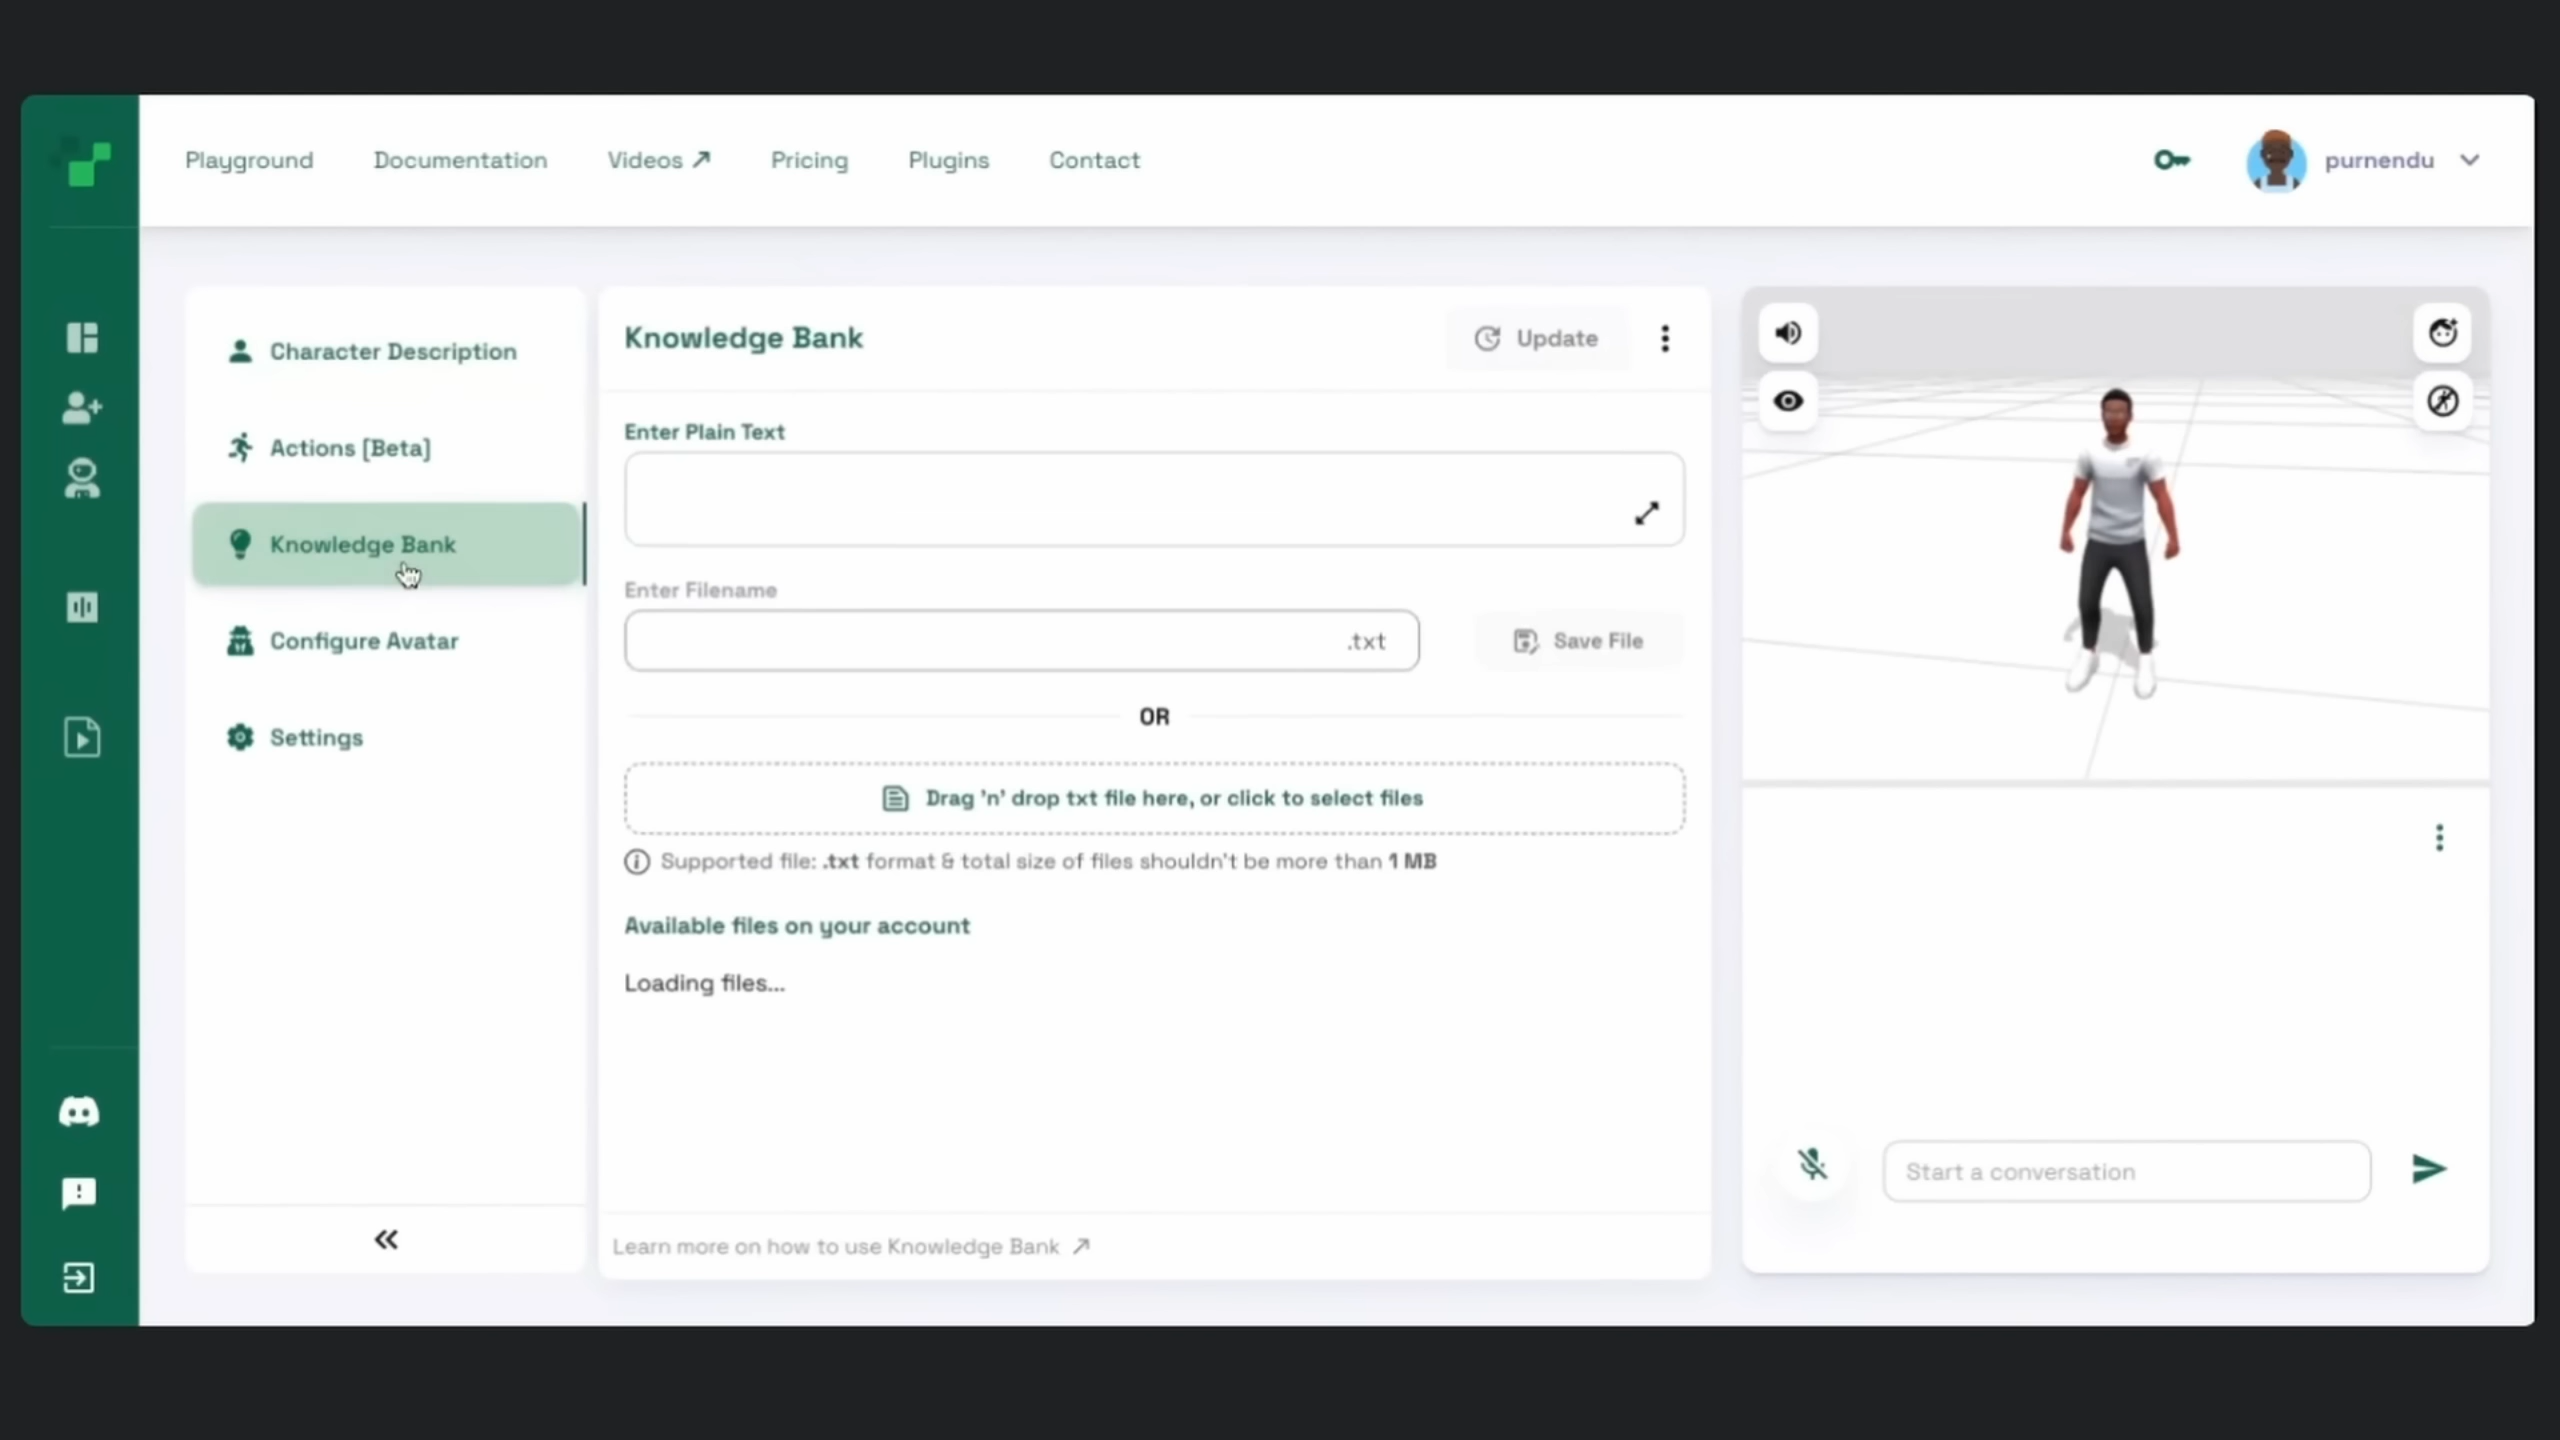 Playground Documentation Videos Pricing Plugins Contact purnendu
Character Description
Actions [Beta]
Knowledge Bank
Configure Avatar
Settings
Knowledge Bank Update
Enter Plain Text
Enter Filename
.txt Save File
OR
Drag 'n' drop txt file here, or click to select files
Supported file: .txt format & total size of files shouldn't be more than 1 MB
Available files on your account
Loading files...
Learn more on how to use Knowledge Bank
Start a conversation